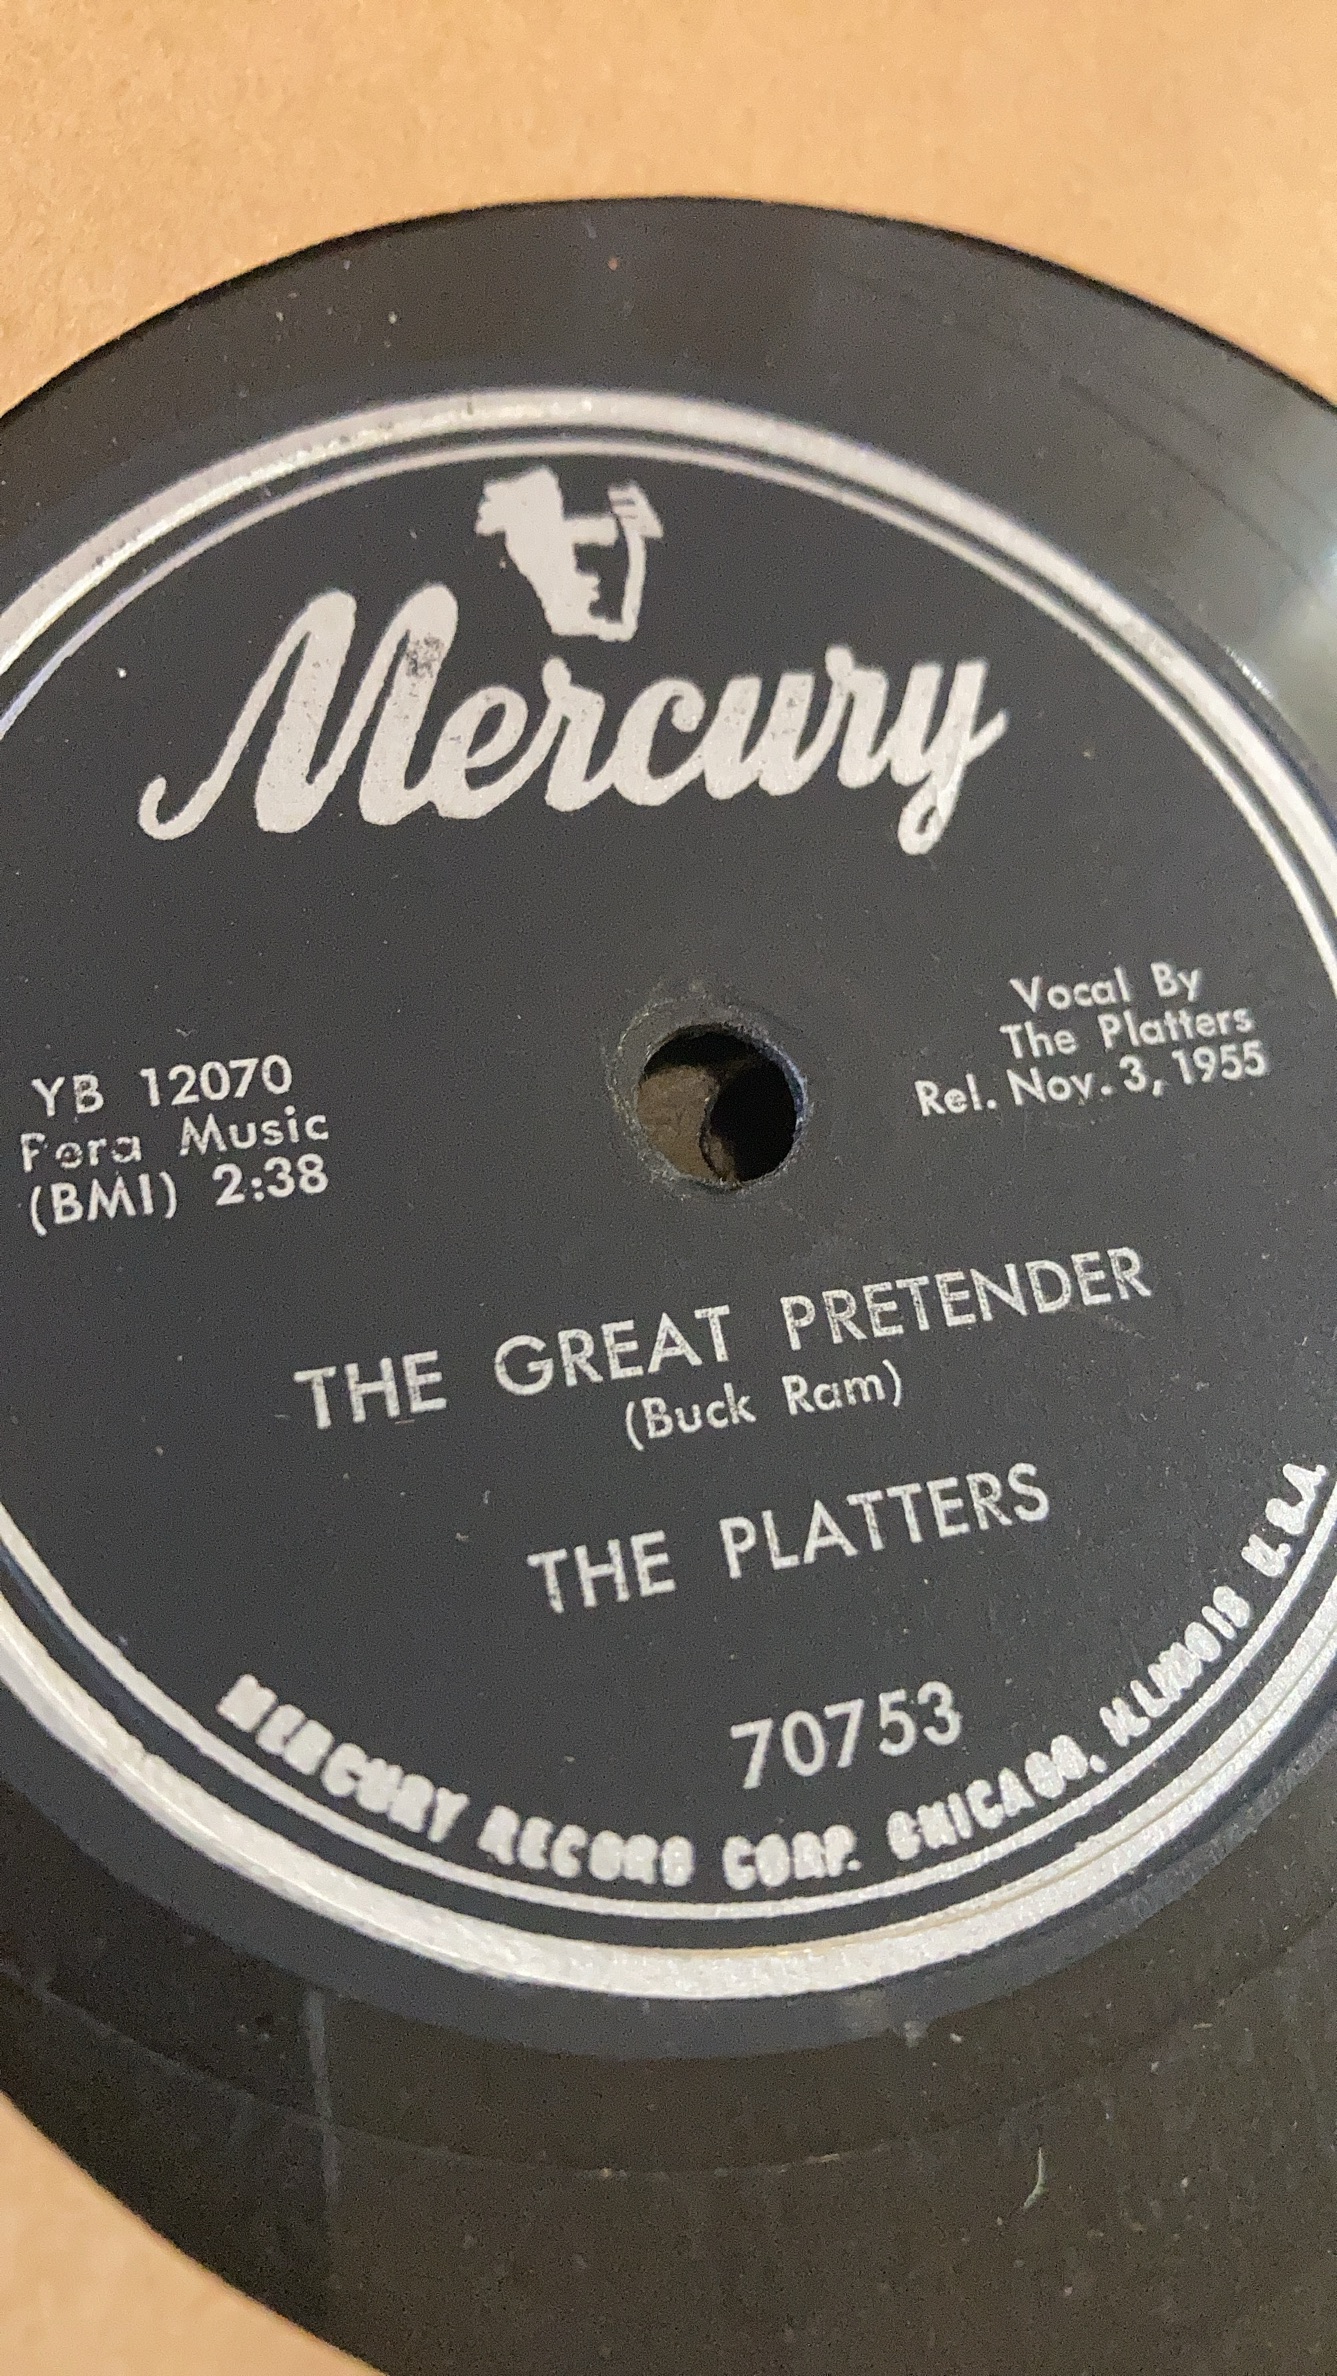 Mercury
YB 12070
Pera Music
(BMI) 2:38
Vocal By
The Platters
Rel. Nov. 3, 1955
THE GREAT PRETENDER
(Buck Ram)
THE PLATTERS
70753
MERCURY RECORD CORP. CHICAGO, ILLINOIS U.S.A.